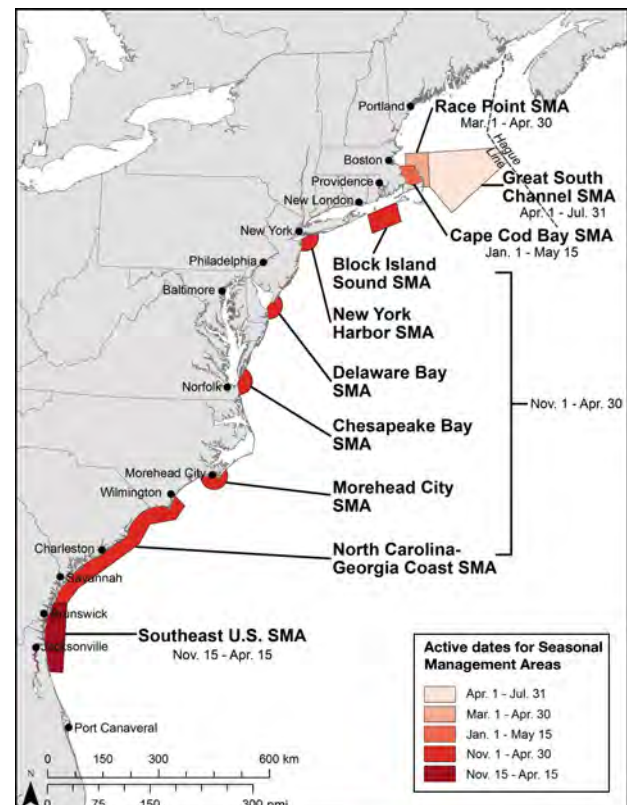 Portland
Race Point SMA
Mar. 1 - Apr. 30
Hague
Line
Boston
Providence
Great South
Channel SMA
Apr. 1 - Jul. 31
New London
New York
Cape Cod Bay SMA
Jan. 1 - May 15
Block Island
Sound SMA
Philadelphia
Baltimore
New York
Harbor SMA
Delaware Bay
SMA
Norfolk
Nov. 1 - Apr. 30
Chesapeake Bay
SMA
Morehead City
Wilmington
Morehead City
SMA
Charleston
North Carolina-
Georgia Coast SMA
Savannah
Brunswick
Southeast U.S. SMA
Nov. 15 - Apr. 15
Jacksonville
Port Canaveral
Active dates for Seasonal
Management Areas
Apr. 1 - Jul. 31
Mar. 1 - Apr. 30
Jan. 1 - May 15
Nov. 1 - Apr. 30
Nov. 15 - Apr. 15
0 150 300 600 km
N
0 75 150 300 nmi